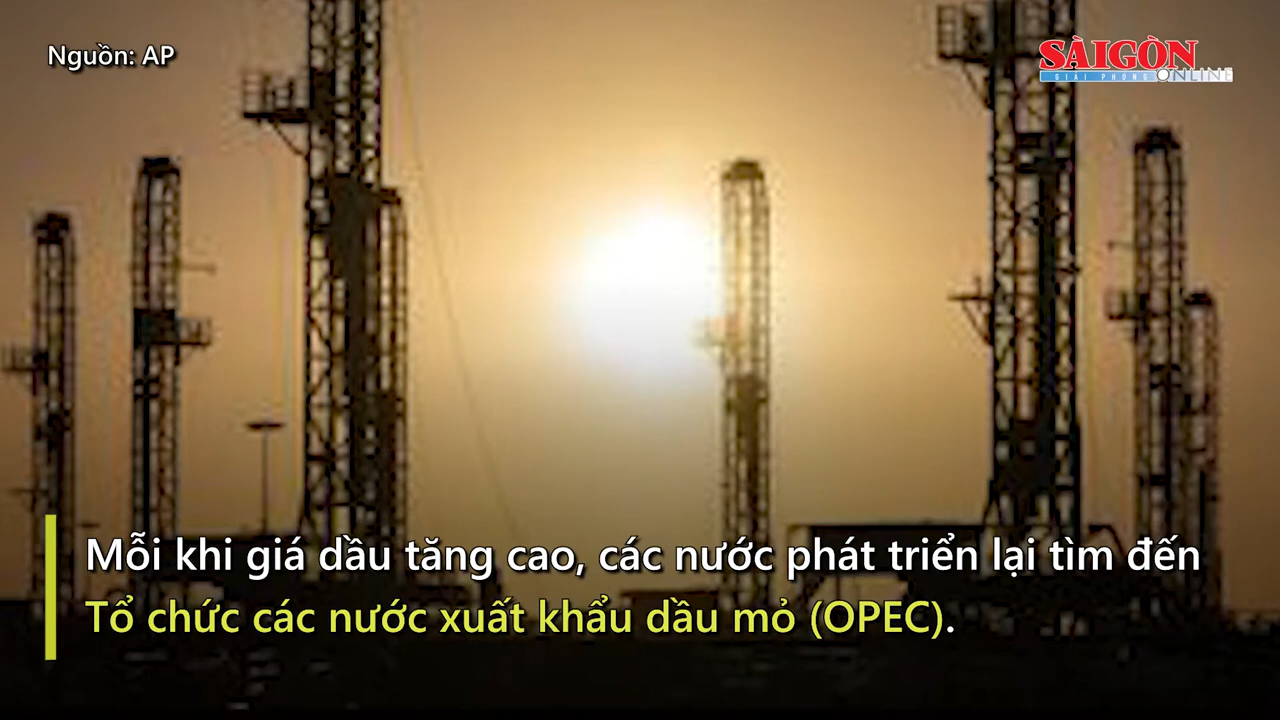 Nguồn: AP
SÀIGÒN
GIẢI PHÓNG ONLINE
Mỗi khi giá dầu tăng cao, các nước phát triển lại tìm đến
Tổ chức các nước xuất khẩu dầu mỏ (OPEC).